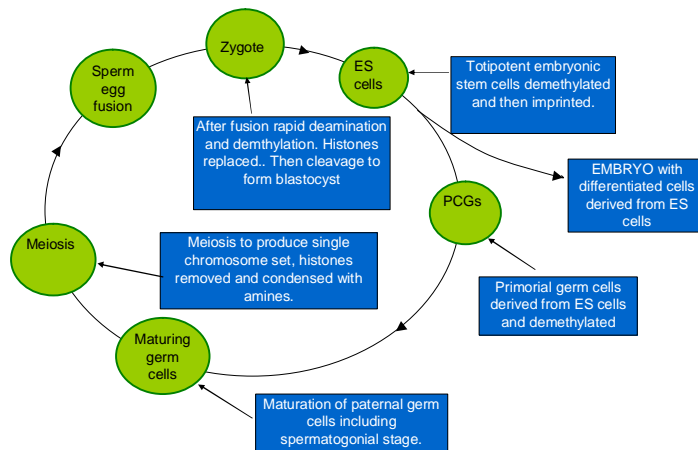 Zygote
Sperm
egg
fusion
ES
cells
Totipotent embryonic
stem cells demethylated
and then imprinted.
After fusion rapid deamination
and demthylation. Histones
replaced.. Then cleavage to
form blastocyst
EMBRYO with
differentiated cells
derived from ES
cells
PCGs
Meiosis
Meiosis to produce single
chromosome set, histones
removed and condensed with
amines.
Primorial germ cells
derived from ES cells
and demethylated
Maturing
germ
cells
Maturation of paternal germ
cells including
spermatogonial stage.